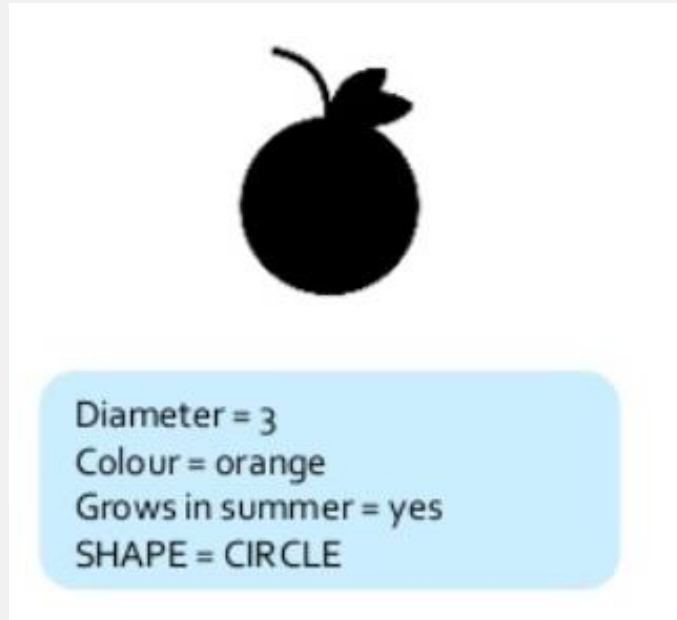 Diameter = 3
Colour = orange
Grows in summer = yes
SHAPE = CIRCLE